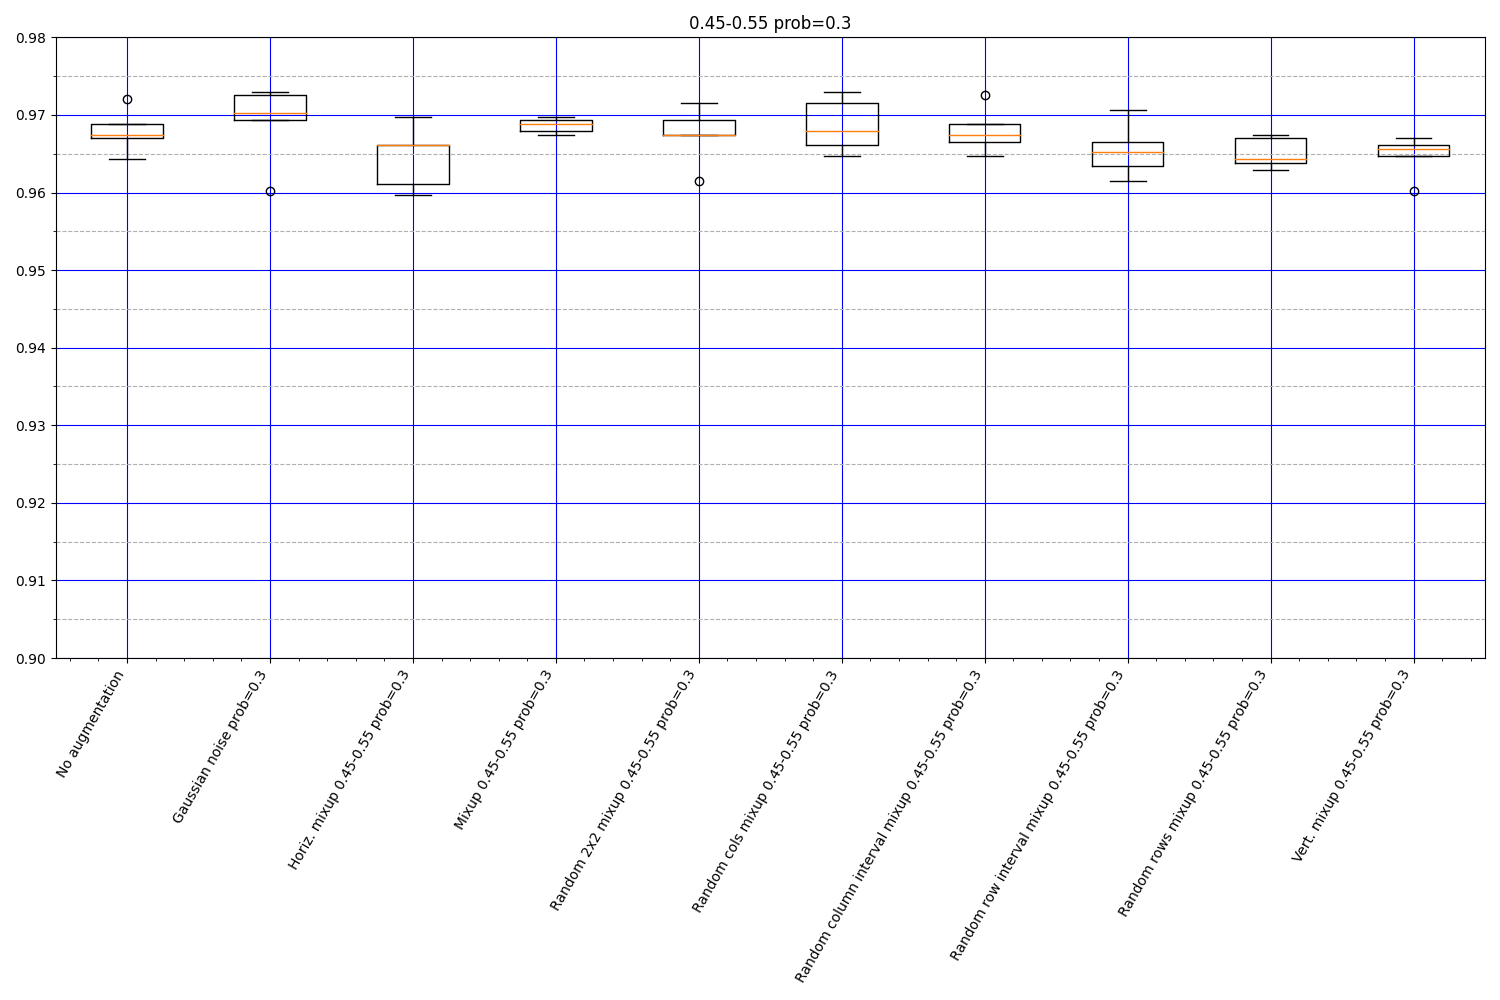 0.45-0.55 prob=0.3
0.98
0.97
0.96
0.95
0.94
0.93
0.92
0.91
0.90
No augmentation
Gaussian noise prob=0.3
Horiz. mixup 0.45-0.55 prob=0.3
Mixup 0.45-0.55 prob=0.3
Random 2x2 mixup 0.45-0.55 prob=0.3
Random cols mixup 0.45-0.55 prob=0.3
Random column interval mixup 0.45-0.55 prob=0.3
Random row interval mixup 0.45-0.55 prob=0.3
Random rows mixup 0.45-0.55 prob=0.3
Vert. mixup 0.45-0.55 prob=0.3